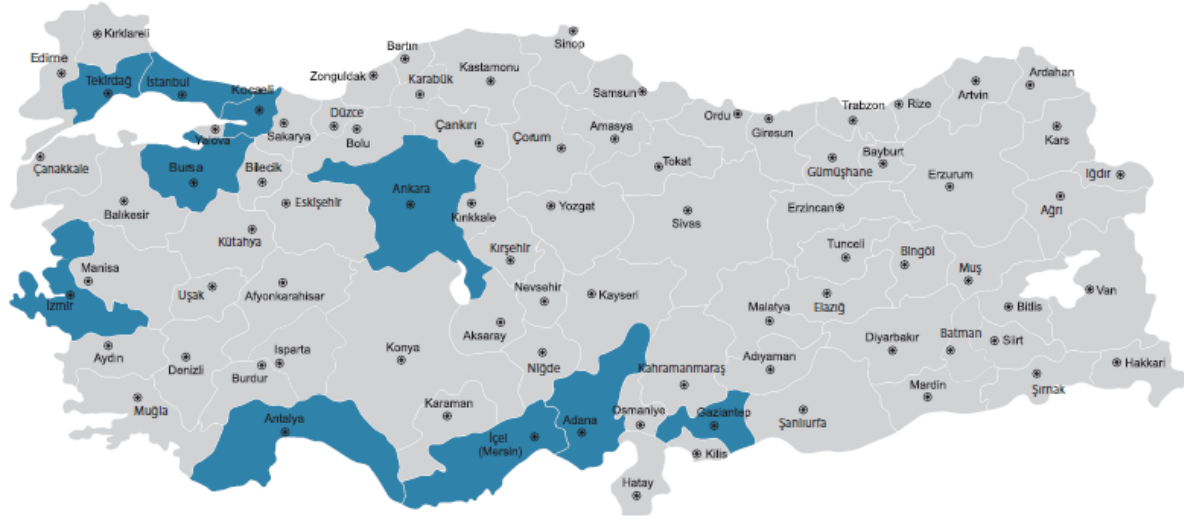 Kırklareli
Edirne
Tekirdağ
İstanbul
Kocaeli
Yalova
Sakarya
Çanakkale
Bursa
Bilecik
Balıkesir
Eskişehir
Kütahya
Manisa
İzmir
Uşak
Afyonkarahisar
Aydın
Denizli
Burdur
Isparta
Muğla
Antalya
Zonguldak
Bartın
Karabük
Kastamonu
Sinop
Düzce
Bolu
Çankırı
Çorum
Samsun
Amasya
Tokat
Ankara
Kırıkkale
Yozgat
Kırşehir
Nevsehir
Kayseri
Sivas
Aksaray
Konya
Niğde
Karaman
İçel
(Mersin)
Adana
Osmaniye
Hatay
Kahramanmaraş
Gaziantep
Kilis
Ordu
Giresun
Trabzon
Rize
Artvin
Ardahan
Kars
Gümüşhane
Bayburt
Erzurum
Iğdır
Ağrı
Erzincan
Tunceli
Bingöl
Muş
Elazığ
Malatya
Adıyaman
Şanlıurfa
Diyarbakır
Batman
Mardin
Siirt
Bitlis
Van
Şırnak
Hakkari